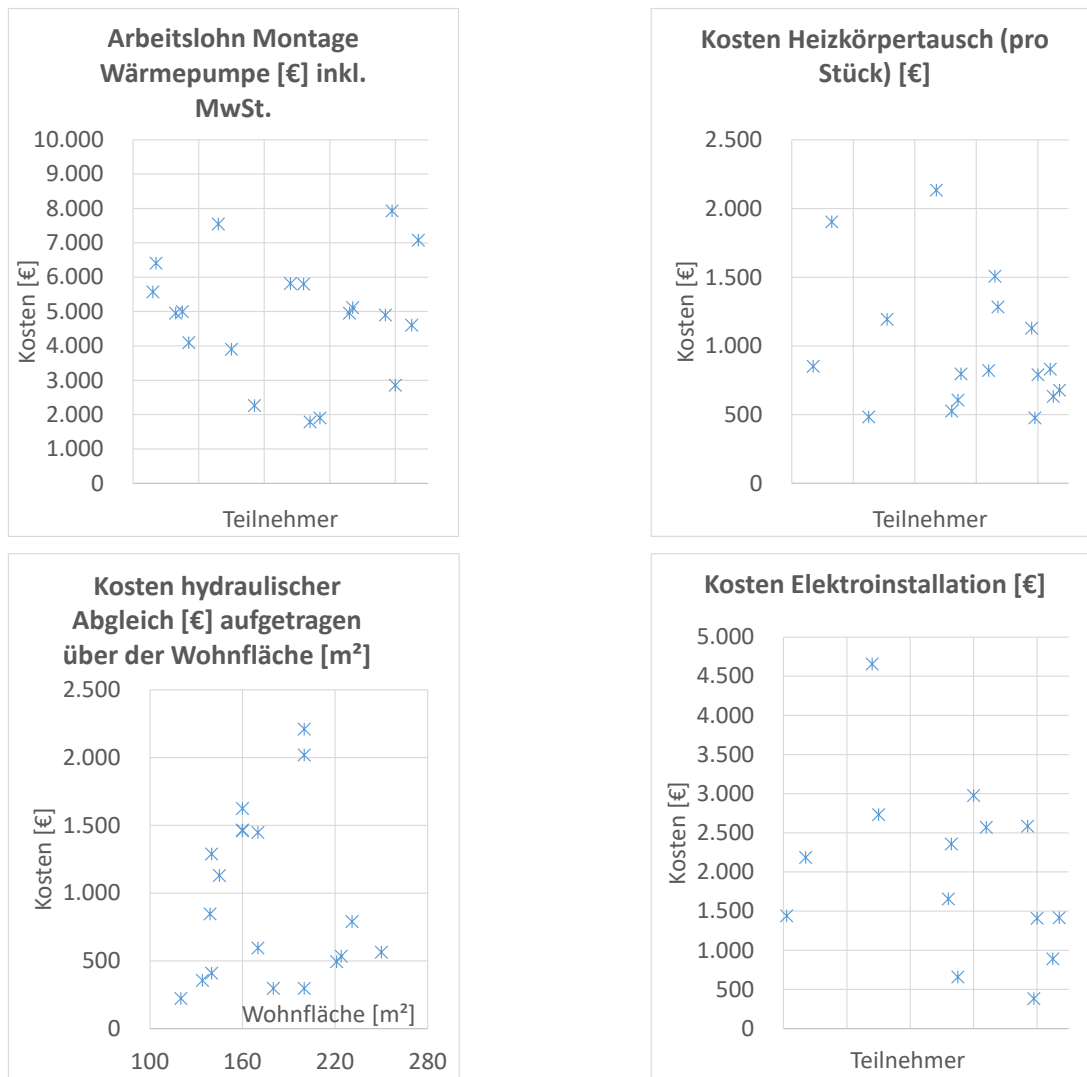 Arbeitslohn Montage
Wärmepumpe [€] inkl.
MwSt.
10.000
9.000
8.000
7.000
6.000
5.000
4.000
3.000
2.000
1.000
0
Kosten [€]
Teilnehmer
Kosten Heizkörpertausch (pro
Stück) [€]
2.500
2.000
1.500
1.000
500
0
Kosten [€]
Teilnehmer
Kosten hydraulischer
Abgleich [€] aufgetragen
über der Wohnfläche [m²]
2.500
2.000
1.500
1.000
500
0
Kosten [€]
Wohnfläche [m²]
100 160 220 280
Kosten Elektroinstallation [€]
5.000
4.500
4.000
3.500
3.000
2.500
2.000
1.500
1.000
500
0
Kosten [€]
Teilnehmer